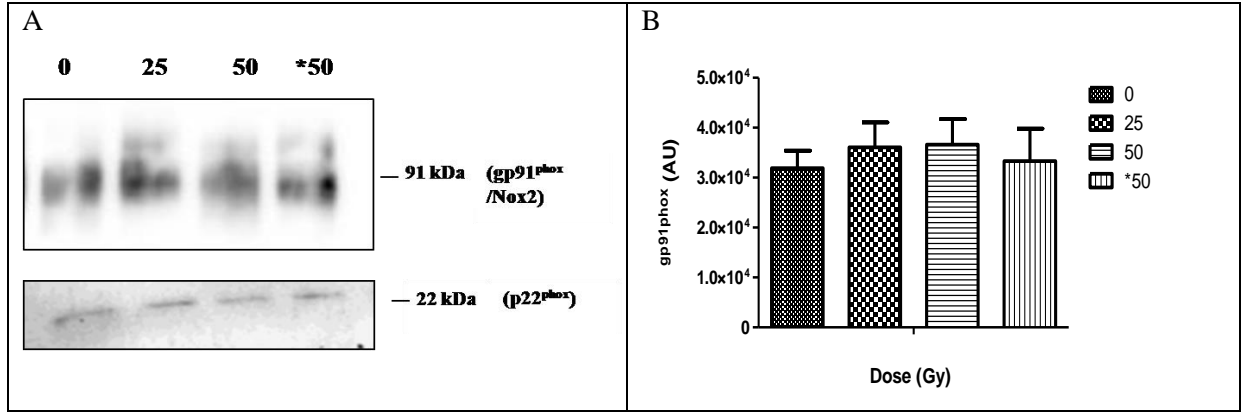 A
0 25 50 *50
91 kDa (gp91phox
/Nox2)
22 kDa (p22phox)
B
5.0×10⁴
4.0×10⁴
3.0×10⁴
2.0×10⁴
1.0×10⁴
0
gp91phox (AU)
Dose (Gy)
0
25
50
*50